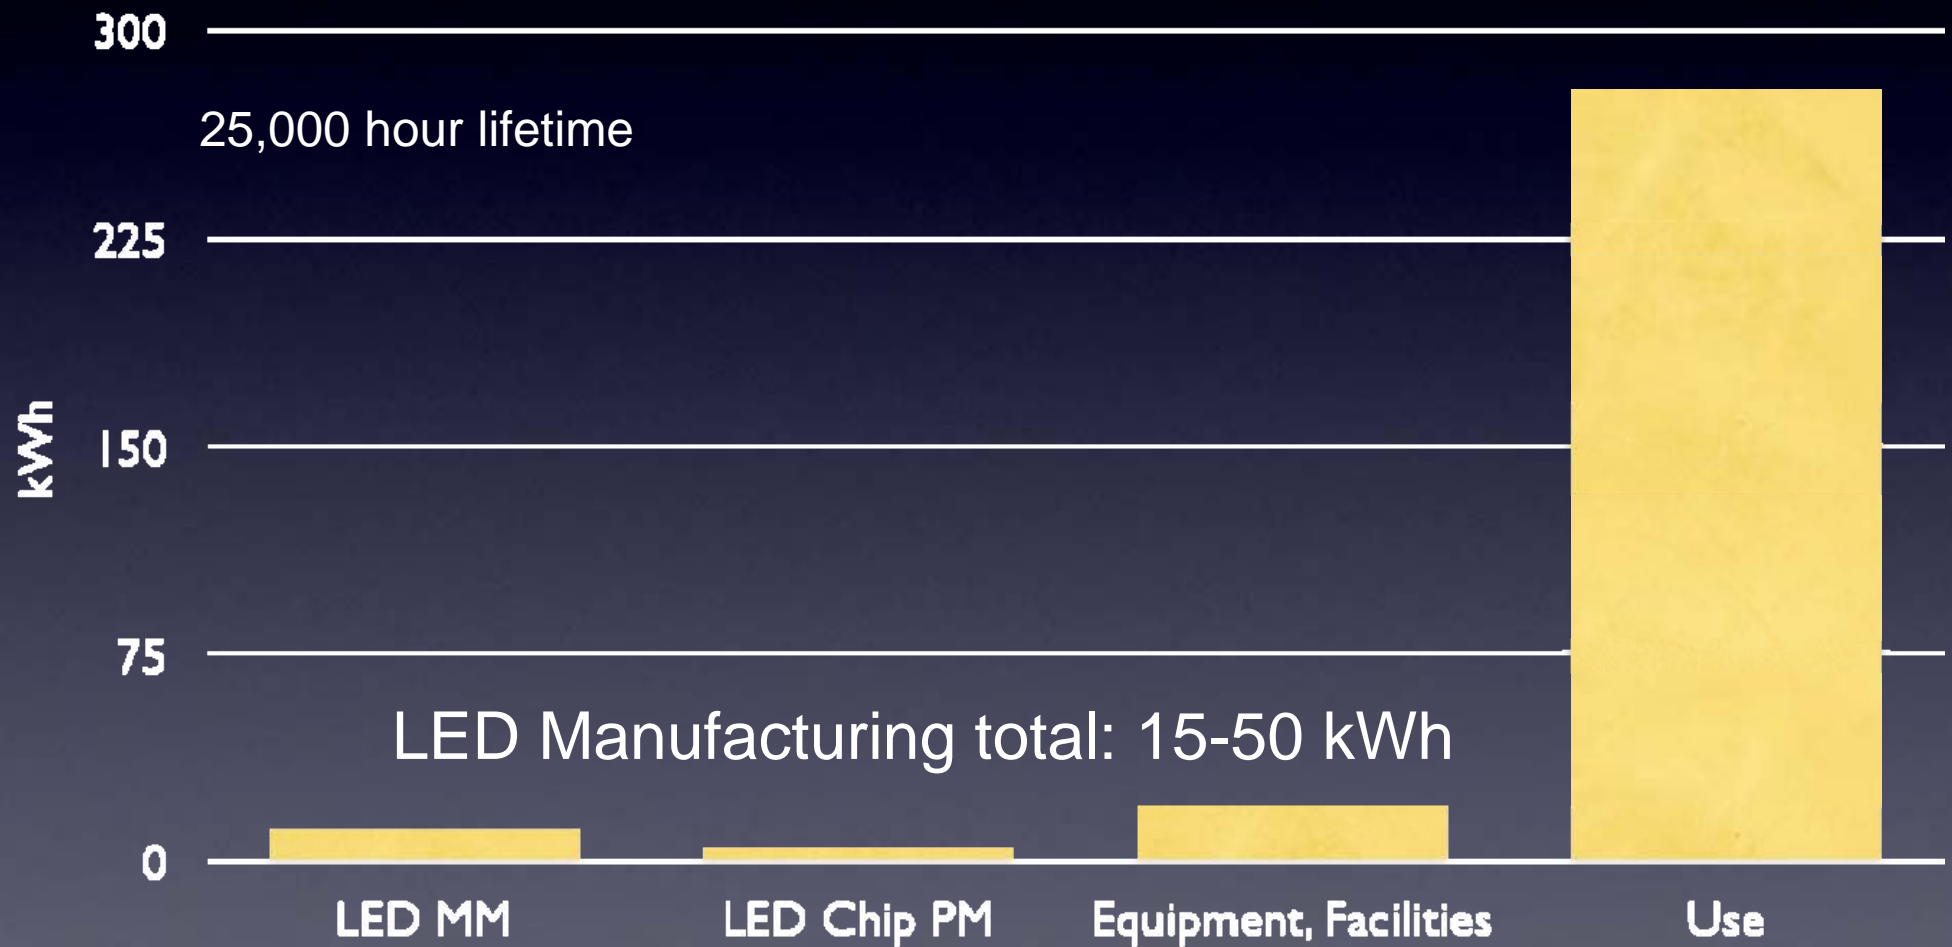 300
25,000 hour lifetime
225
kWh
150
75
LED Manufacturing total: 15-50 kWh
0
LED MM
LED Chip PM
Equipment, Facilities
Use